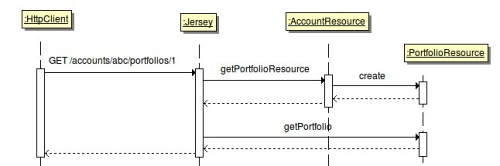 :HttpClient
:Jersey
:AccountResource
:PortfolioResource
GET /accounts/abc/portfolios/1
getPortfolioResource
create
getPortfolio